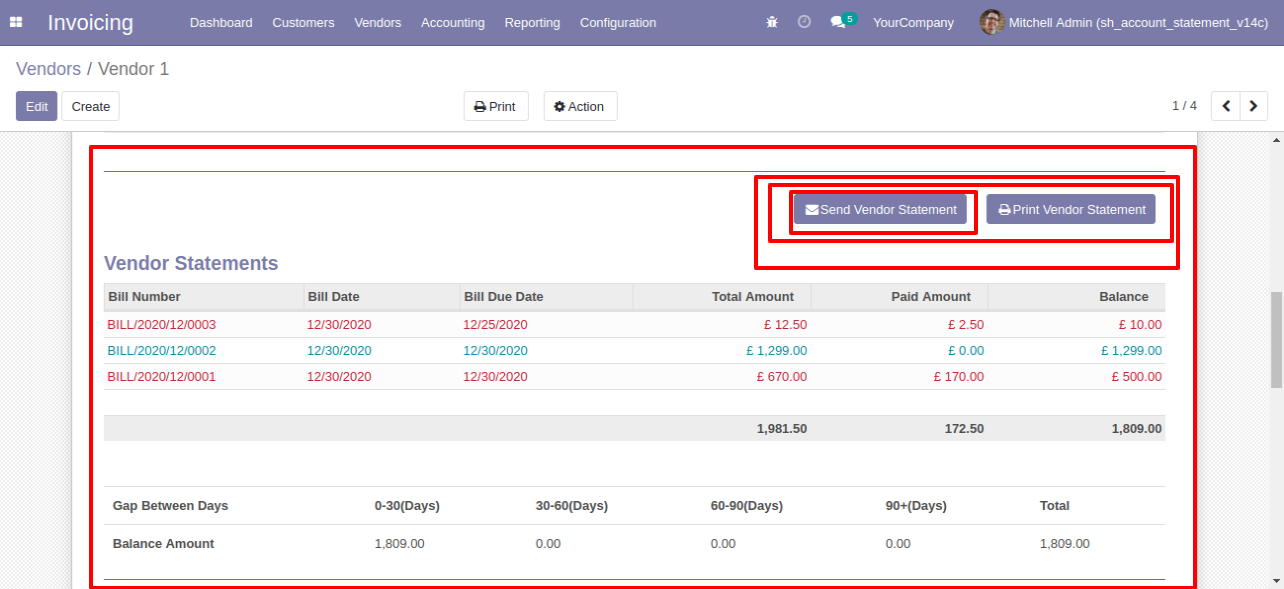 Invoicing Dashboard Customers Vendors Accounting Reporting Configuration 5 YourCompany Mitchell Admin (sh_account_statement_v14c)
Vendors / Vendor 1
Edit Create Print Action 1 / 4
Send Vendor Statement Print Vendor Statement
Vendor Statements
Bill Number Bill Date Bill Due Date Total Amount Paid Amount Balance
BILL/2020/12/0003 12/30/2020 12/25/2020 £ 12.50 £ 2.50 £ 10.00
BILL/2020/12/0002 12/30/2020 12/30/2020 £ 1,299.00 £ 0.00 £ 1,299.00
BILL/2020/12/0001 12/30/2020 12/30/2020 £ 670.00 £ 170.00 £ 500.00
1,981.50 172.50 1,809.00
Gap Between Days 0-30(Days) 30-60(Days) 60-90(Days) 90+(Days) Total
Balance Amount 1,809.00 0.00 0.00 0.00 1,809.00